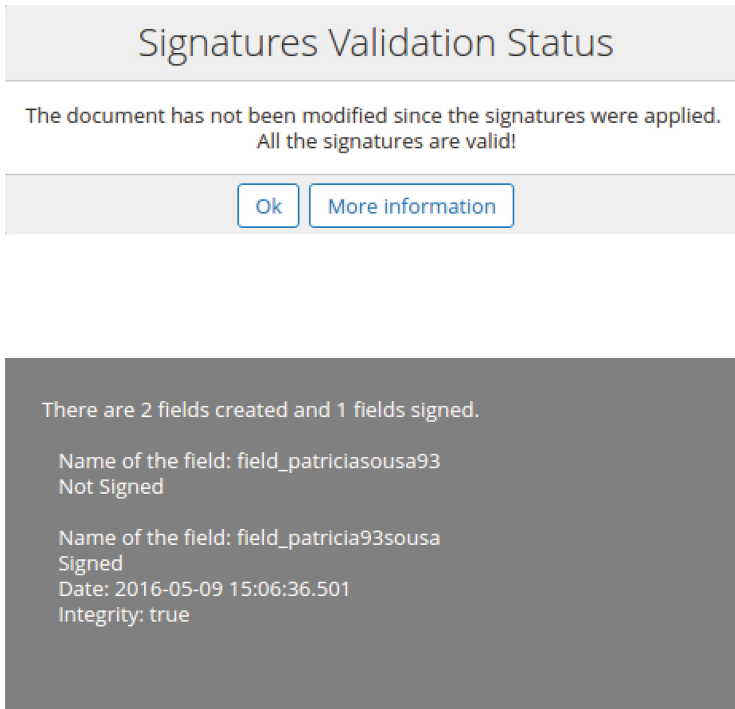 Signatures Validation Status
The document has not been modified since the signatures were applied.
All the signatures are valid!
Ok
More information
There are 2 fields created and 1 fields signed.
Name of the field: field_patriciasousa93
Not Signed
Name of the field: field_patricia93sousa
Signed
Date: 2016-05-09 15:06:36.501
Integrity: true